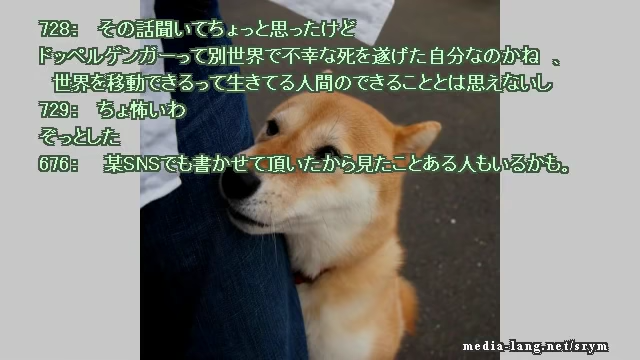 728:　その話聞いてちょっと思ったけど
ドッペルゲンガーって別世界で不幸な死を遂げた自分なのかね 、
世界を移動できるって生きてる人間のできることとは思えないし
729:　ちょ怖いわ
ぞっとした
676:　某SNSでも書かせて頂いたから見たことある人もいるかも。
media-lang.net/srym